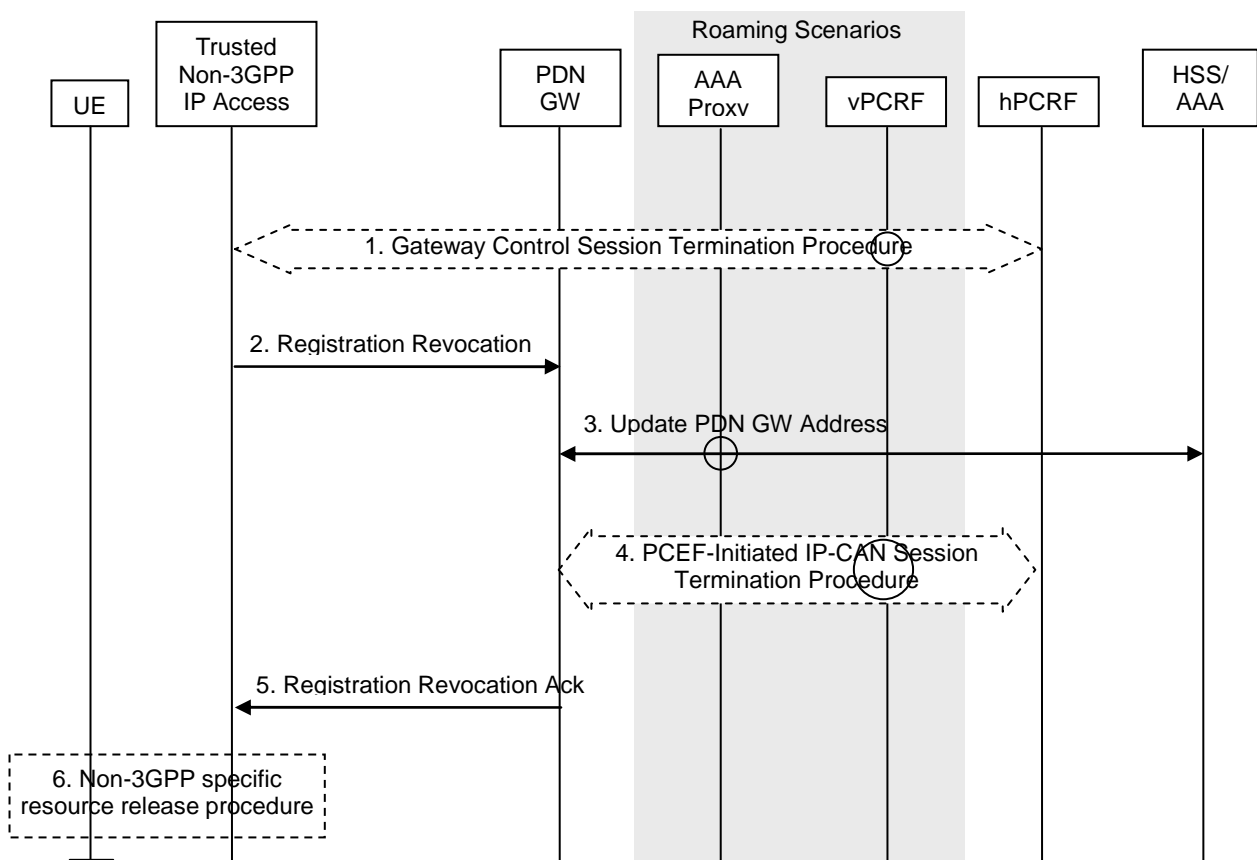 Roaming Scenarios
UE
Trusted
Non-3GPP
IP Access
PDN
GW
AAA
Proxy
vPCRF
hPCRF
HSS/
AAA
1. Gateway Control Session Termination Procedure
2. Registration Revocation
3. Update PDN GW Address
4. PCEF-Initiated IP-CAN Session
Termination Procedure
5. Registration Revocation Ack
6. Non-3GPP specific
resource release procedure